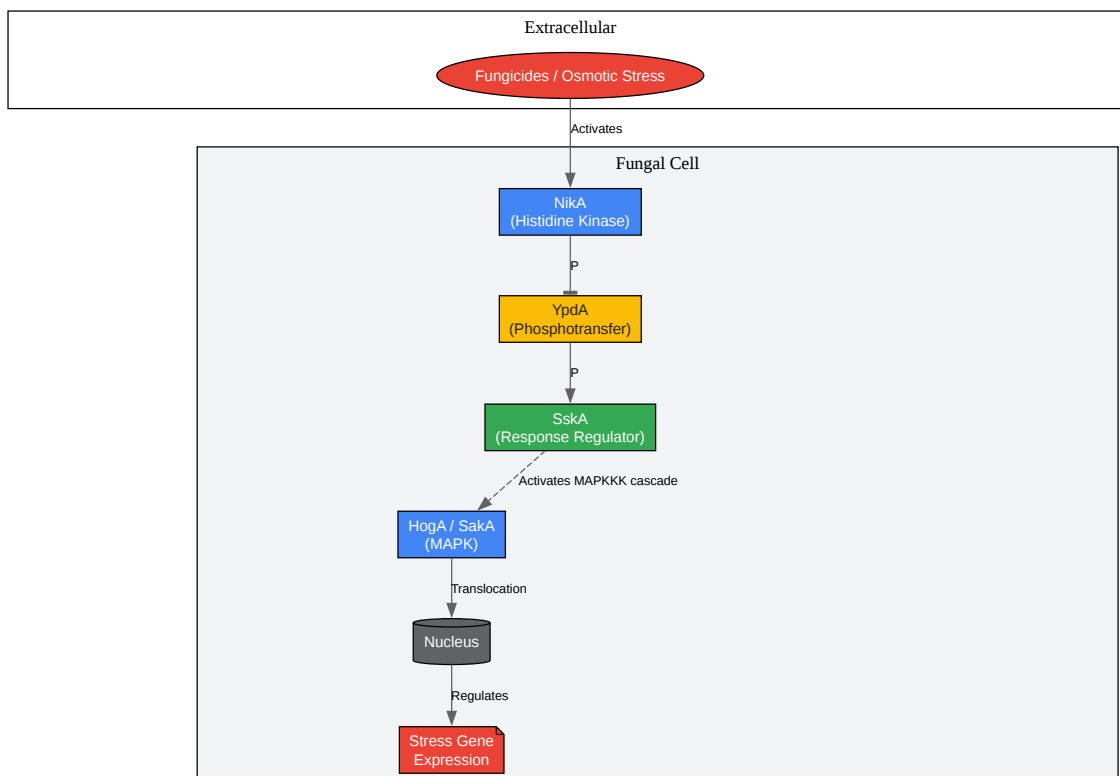 Extracellular
Fungicides / Osmotic Stress
Activates
Fungal Cell
NikA
(Histidine Kinase)
P
YpdA
(Phosphotransfer)
P
SskA
(Response Regulator)
Activates MAPKKK cascade
HogA / SakA
(MAPK)
Translocation
Nucleus
Regulates
Stress Gene
Expression